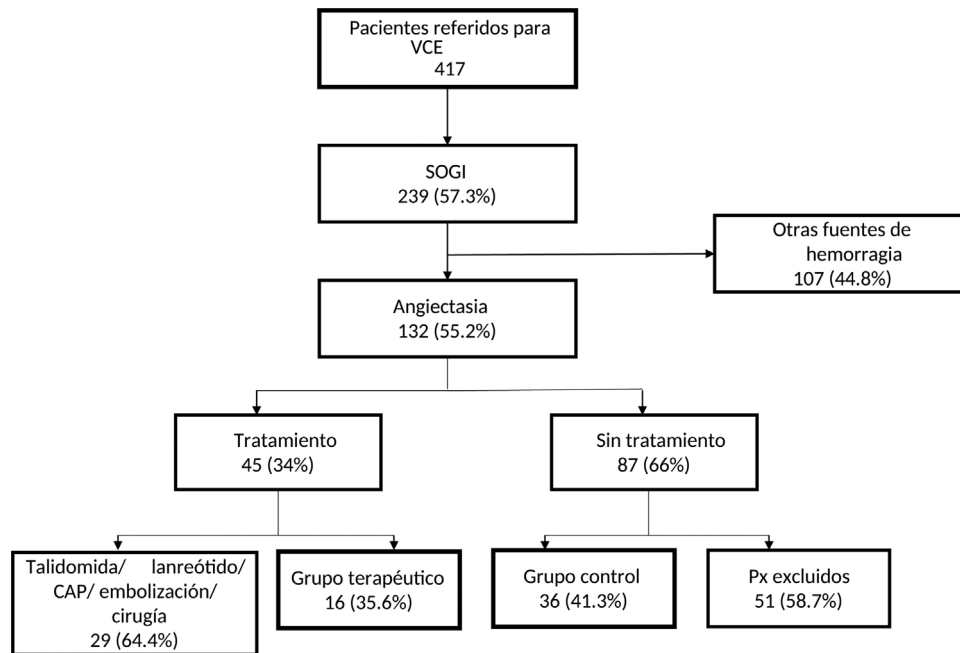 Pacientes referidos para
VCE
417
SOGI
239 (57.3%)
Otras fuentes de
hemorragia
107 (44.8%)
Angiectasia
132 (55.2%)
Tratamiento
45 (34%)
Sin tratamiento
87 (66%)
Talidomida/ lanreótido/
CAP/ embolización/
cirugía
29 (64.4%)
Grupo terapéutico
16 (35.6%)
Grupo control
36 (41.3%)
Px excluidos
51 (58.7%)